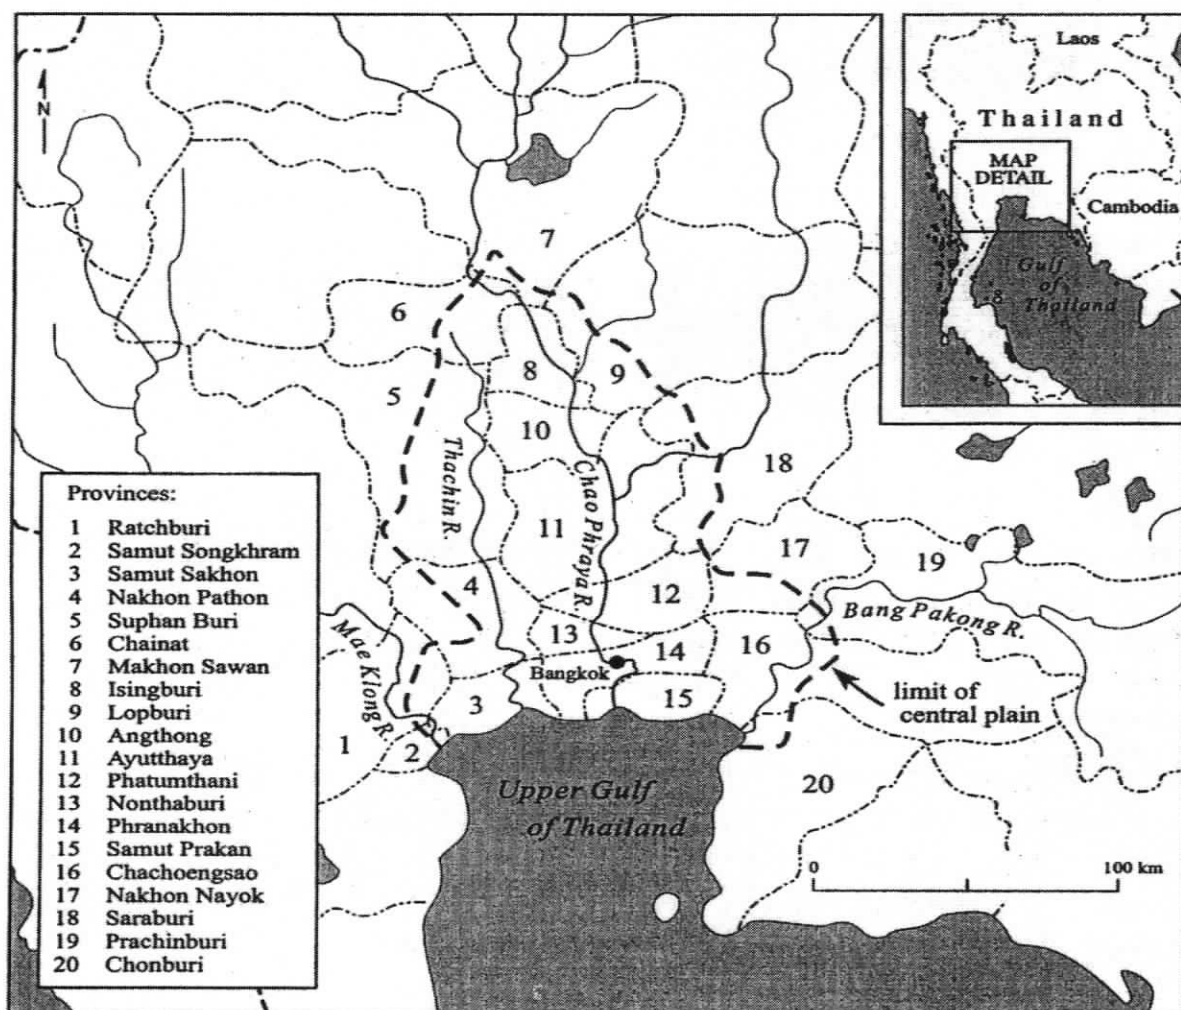 N
Laos
Thailand
MAP
DETAIL
Cambodia
Gulf
of
Thailand
7
6
8
9
5
10
Thachin R.
Chao Phraya R.
18
11
17
19
4
12
Bang Pakong R.
13
14
16
Mae Klong R.
Bangkok
15
3
limit of
central plain
1
2
20
Upper Gulf
of Thailand
0
100 km
Provinces:
1 Ratchburi
2 Samut Songkhram
3 Samut Sakhon
4 Nakhon Pathon
5 Suphan Buri
6 Chainat
7 Makhon Sawan
8 Isingburi
9 Lopburi
10 Angthong
11 Ayutthaya
12 Phatumthani
13 Nonthaburi
14 Phranakhon
15 Samut Prakan
16 Chachoengsao
17 Nakhon Nayok
18 Saraburi
19 Prachinburi
20 Chonburi